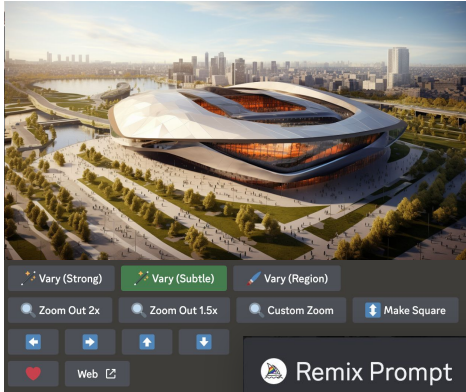 Vary (Strong)
Vary (Subtle)
Vary (Region)
Zoom Out 2x
Zoom Out 1.5x
Custom Zoom
Make Square
Web
Remix Prompt